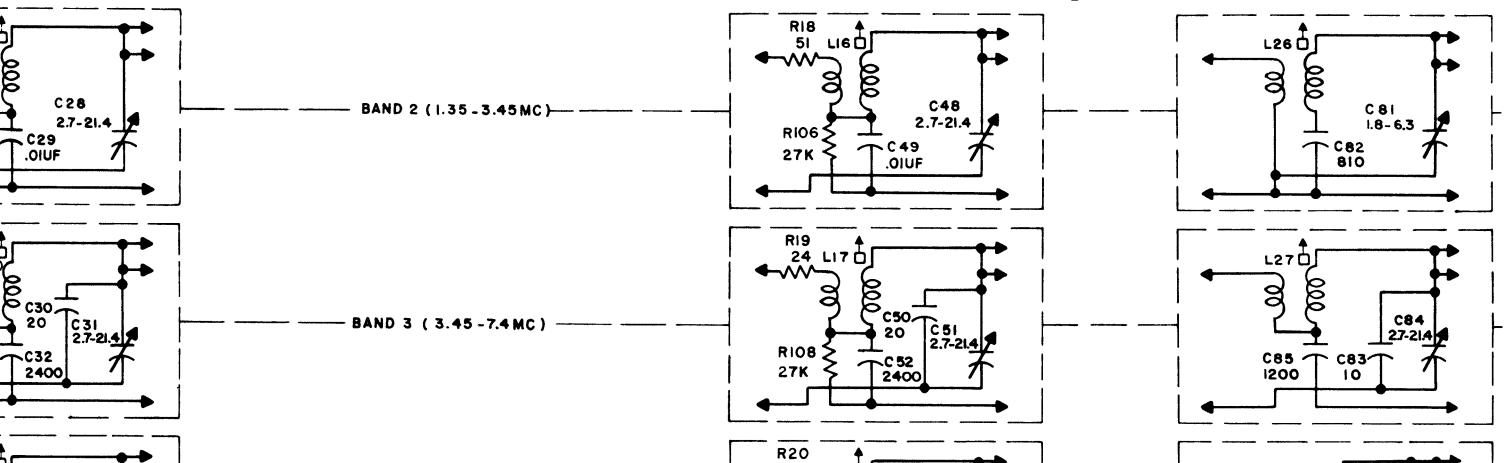 C28
2.7-21.4
C29
.01UF
BAND 2 (1.35-3.45MC)
R18
51
L16
R106
27K
C48
2.7-21.4
C49
.01UF
L26
C81
1.8-6.3
C82
810
C30
20
C31
2.7-21.4
C32
2400
BAND 3 (3.45-7.4MC)
R19
24
L17
R108
27K
C50
20
C51
2.7-21.4
C52
2400
L27
C84
2.7-21.4
C85
1200
C83
10
R20